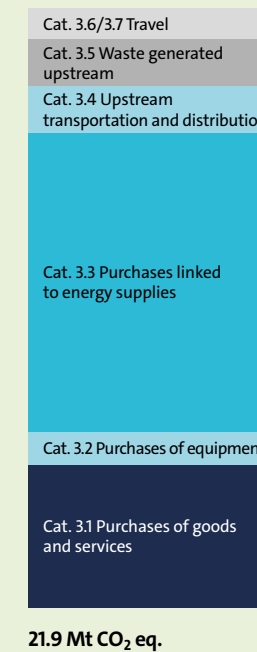 Cat. 3.6/3.7 Travel
Cat. 3.5 Waste generated
upstream
Cat. 3.4 Upstream
transportation and distributio
Cat. 3.3 Purchases linked
to energy supplies
Cat. 3.2 Purchases of equipmen
Cat. 3.1 Purchases of goods
and services
21.9 Mt CO₂ eq.